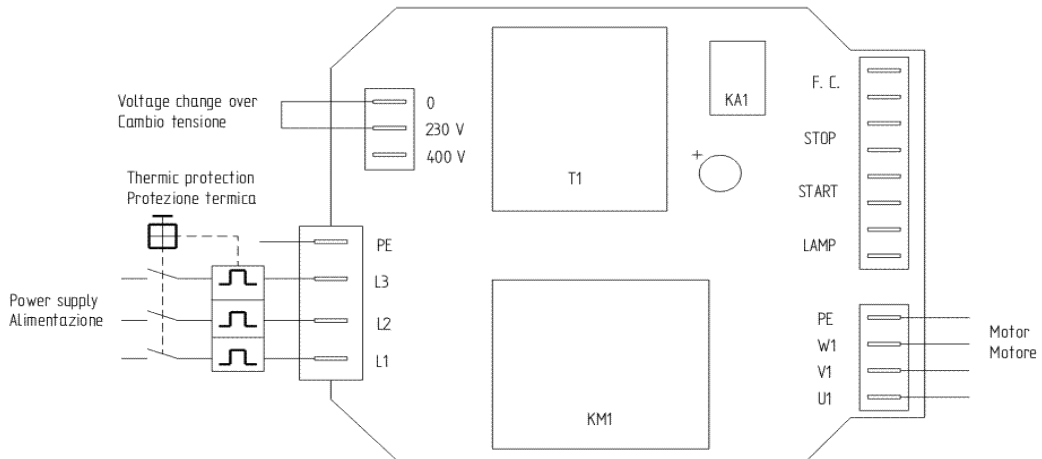 Voltage change over
Cambio tensione
0
230 V
400 V
Thermic protection
Protezione termica
Power supply
Alimentazione
PE
L3
L2
L1
T1
KA1
+
KM1
F. C.
STOP
START
LAMP
PE
W1
V1
U1
Motor
Motore